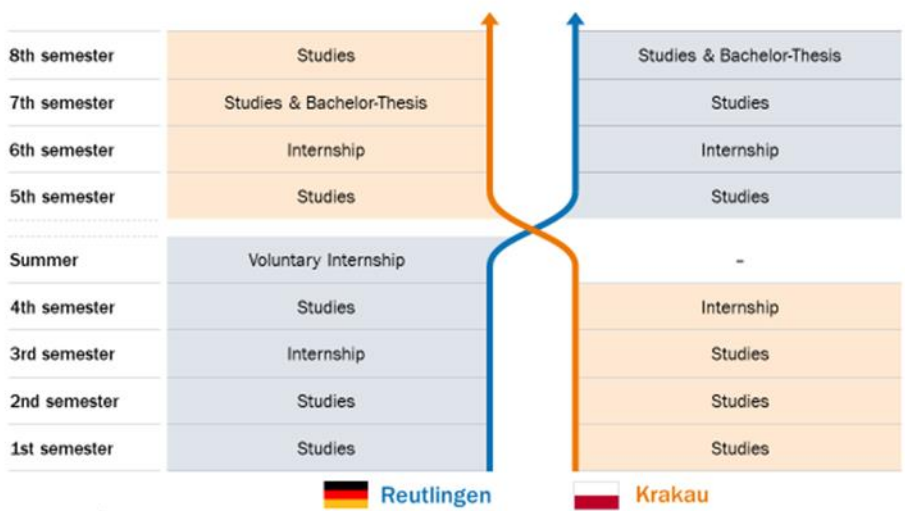 8th semester Studies Studies & Bachelor-Thesis
7th semester Studies & Bachelor-Thesis Studies
6th semester Internship Internship
5th semester Studies Studies
Summer Voluntary Internship -
4th semester Studies Internship
3rd semester Internship Studies
2nd semester Studies Studies
1st semester Studies Studies
Reutlingen Krakau